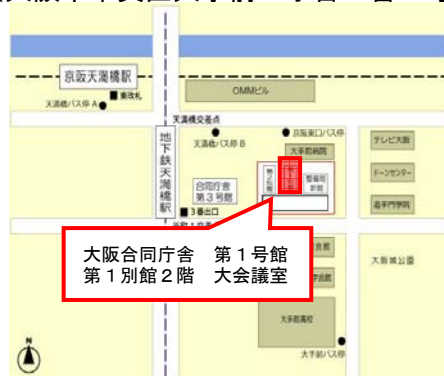 京阪天満橋駅
東改札
天満橋バス停 A
OMMビル
天満橋交差点
天満橋バス停 B
京阪東口バス停
大手前病院
テレビ大阪
ドーンセンター
追手門学院
地下鉄天満橋駅
合同庁舎
第3号館
3番出口
大阪合同庁舎　第１号館
第１別館２階　大会議室
大阪城公園
大手前高校
大手前バス停
N